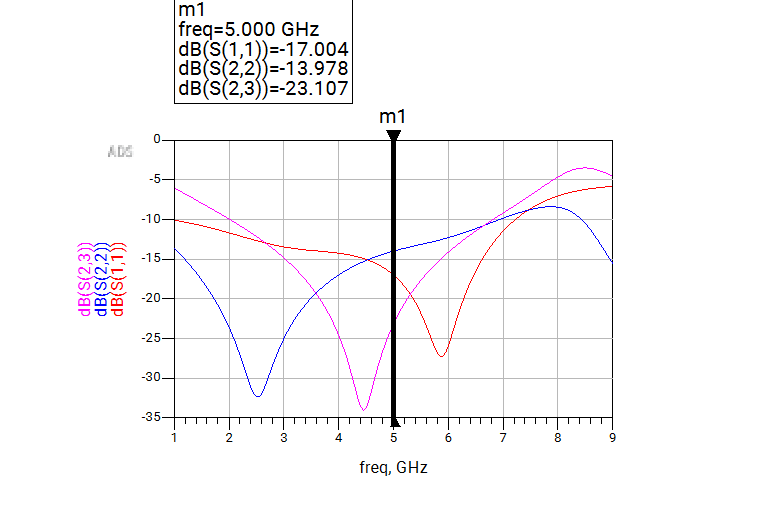 m1
freq=5.000 GHz
dB(S(1,1))=-17.004
dB(S(2,2))=-13.978
dB(S(2,3))=-23.107
m1
ADS
0
-5
-10
-15
-20
-25
-30
-35
dB(S(2,3))
dB(S(2,2))
dB(S(1,1))
1 2 3 4 5 6 7 8 9
freq, GHz